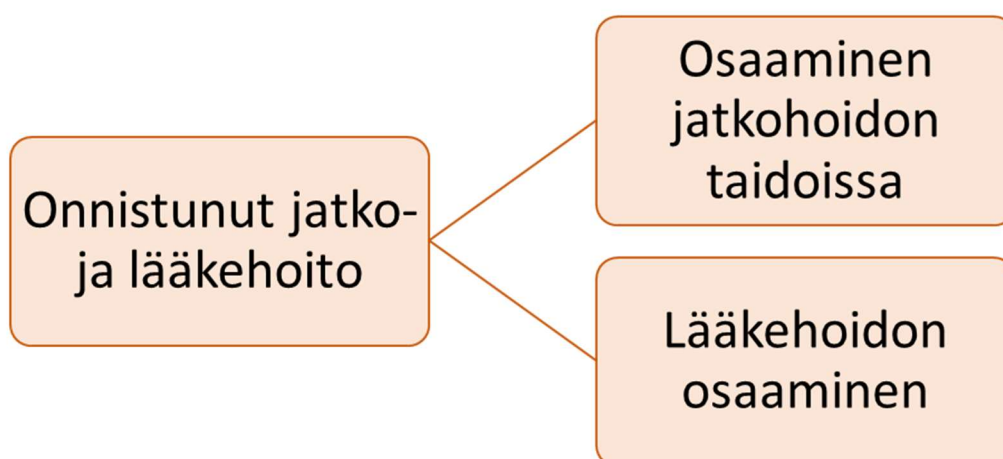 Onnistunut jatko-
ja lääkehoito
Osaaminen
jatkohoidon
taidoissa
Lääkehoidon
osaaminen